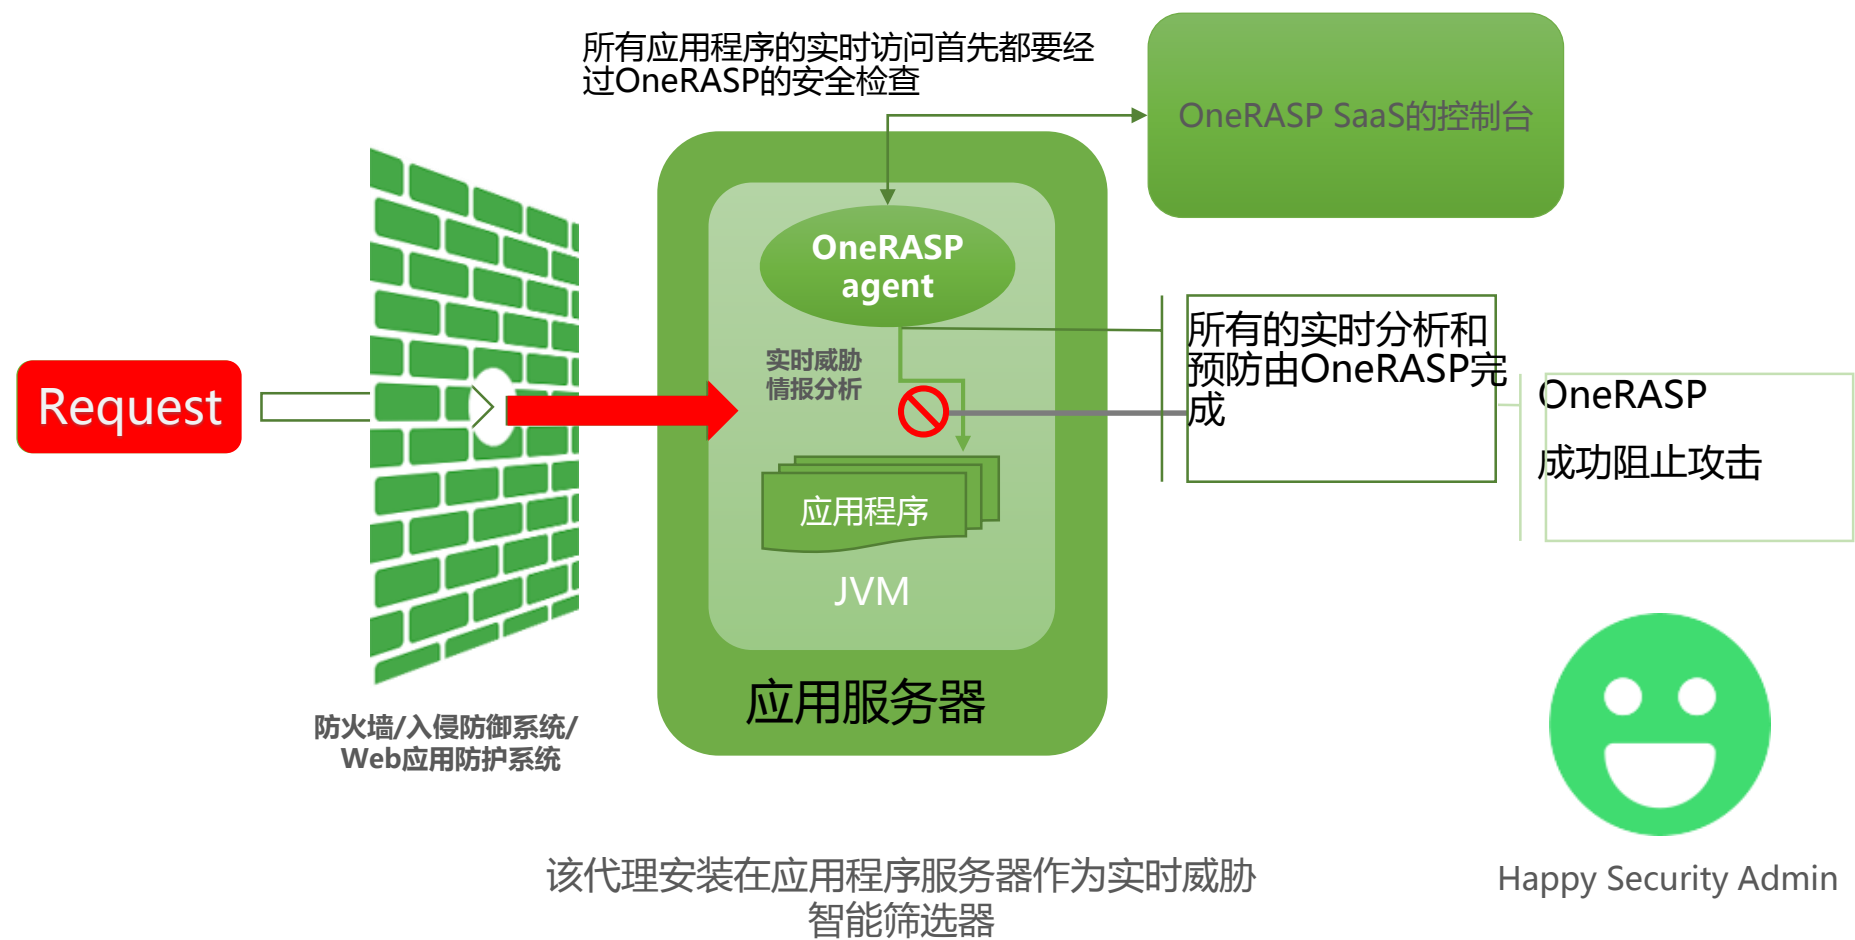 所有应用程序的实时访问首先都要经
过OneRASP的安全检查
OneRASP SaaS的控制台
OneRASP
agent
实时威胁
情报分析
Request
所有的实时分析和
预防由OneRASP完
成
OneRASP
成功阻止攻击
应用程序
JVM
应用服务器
防火墙/入侵防御系统/
Web应用防护系统
该代理安装在应用程序服务器作为实时威胁
智能筛选器
Happy Security Admin